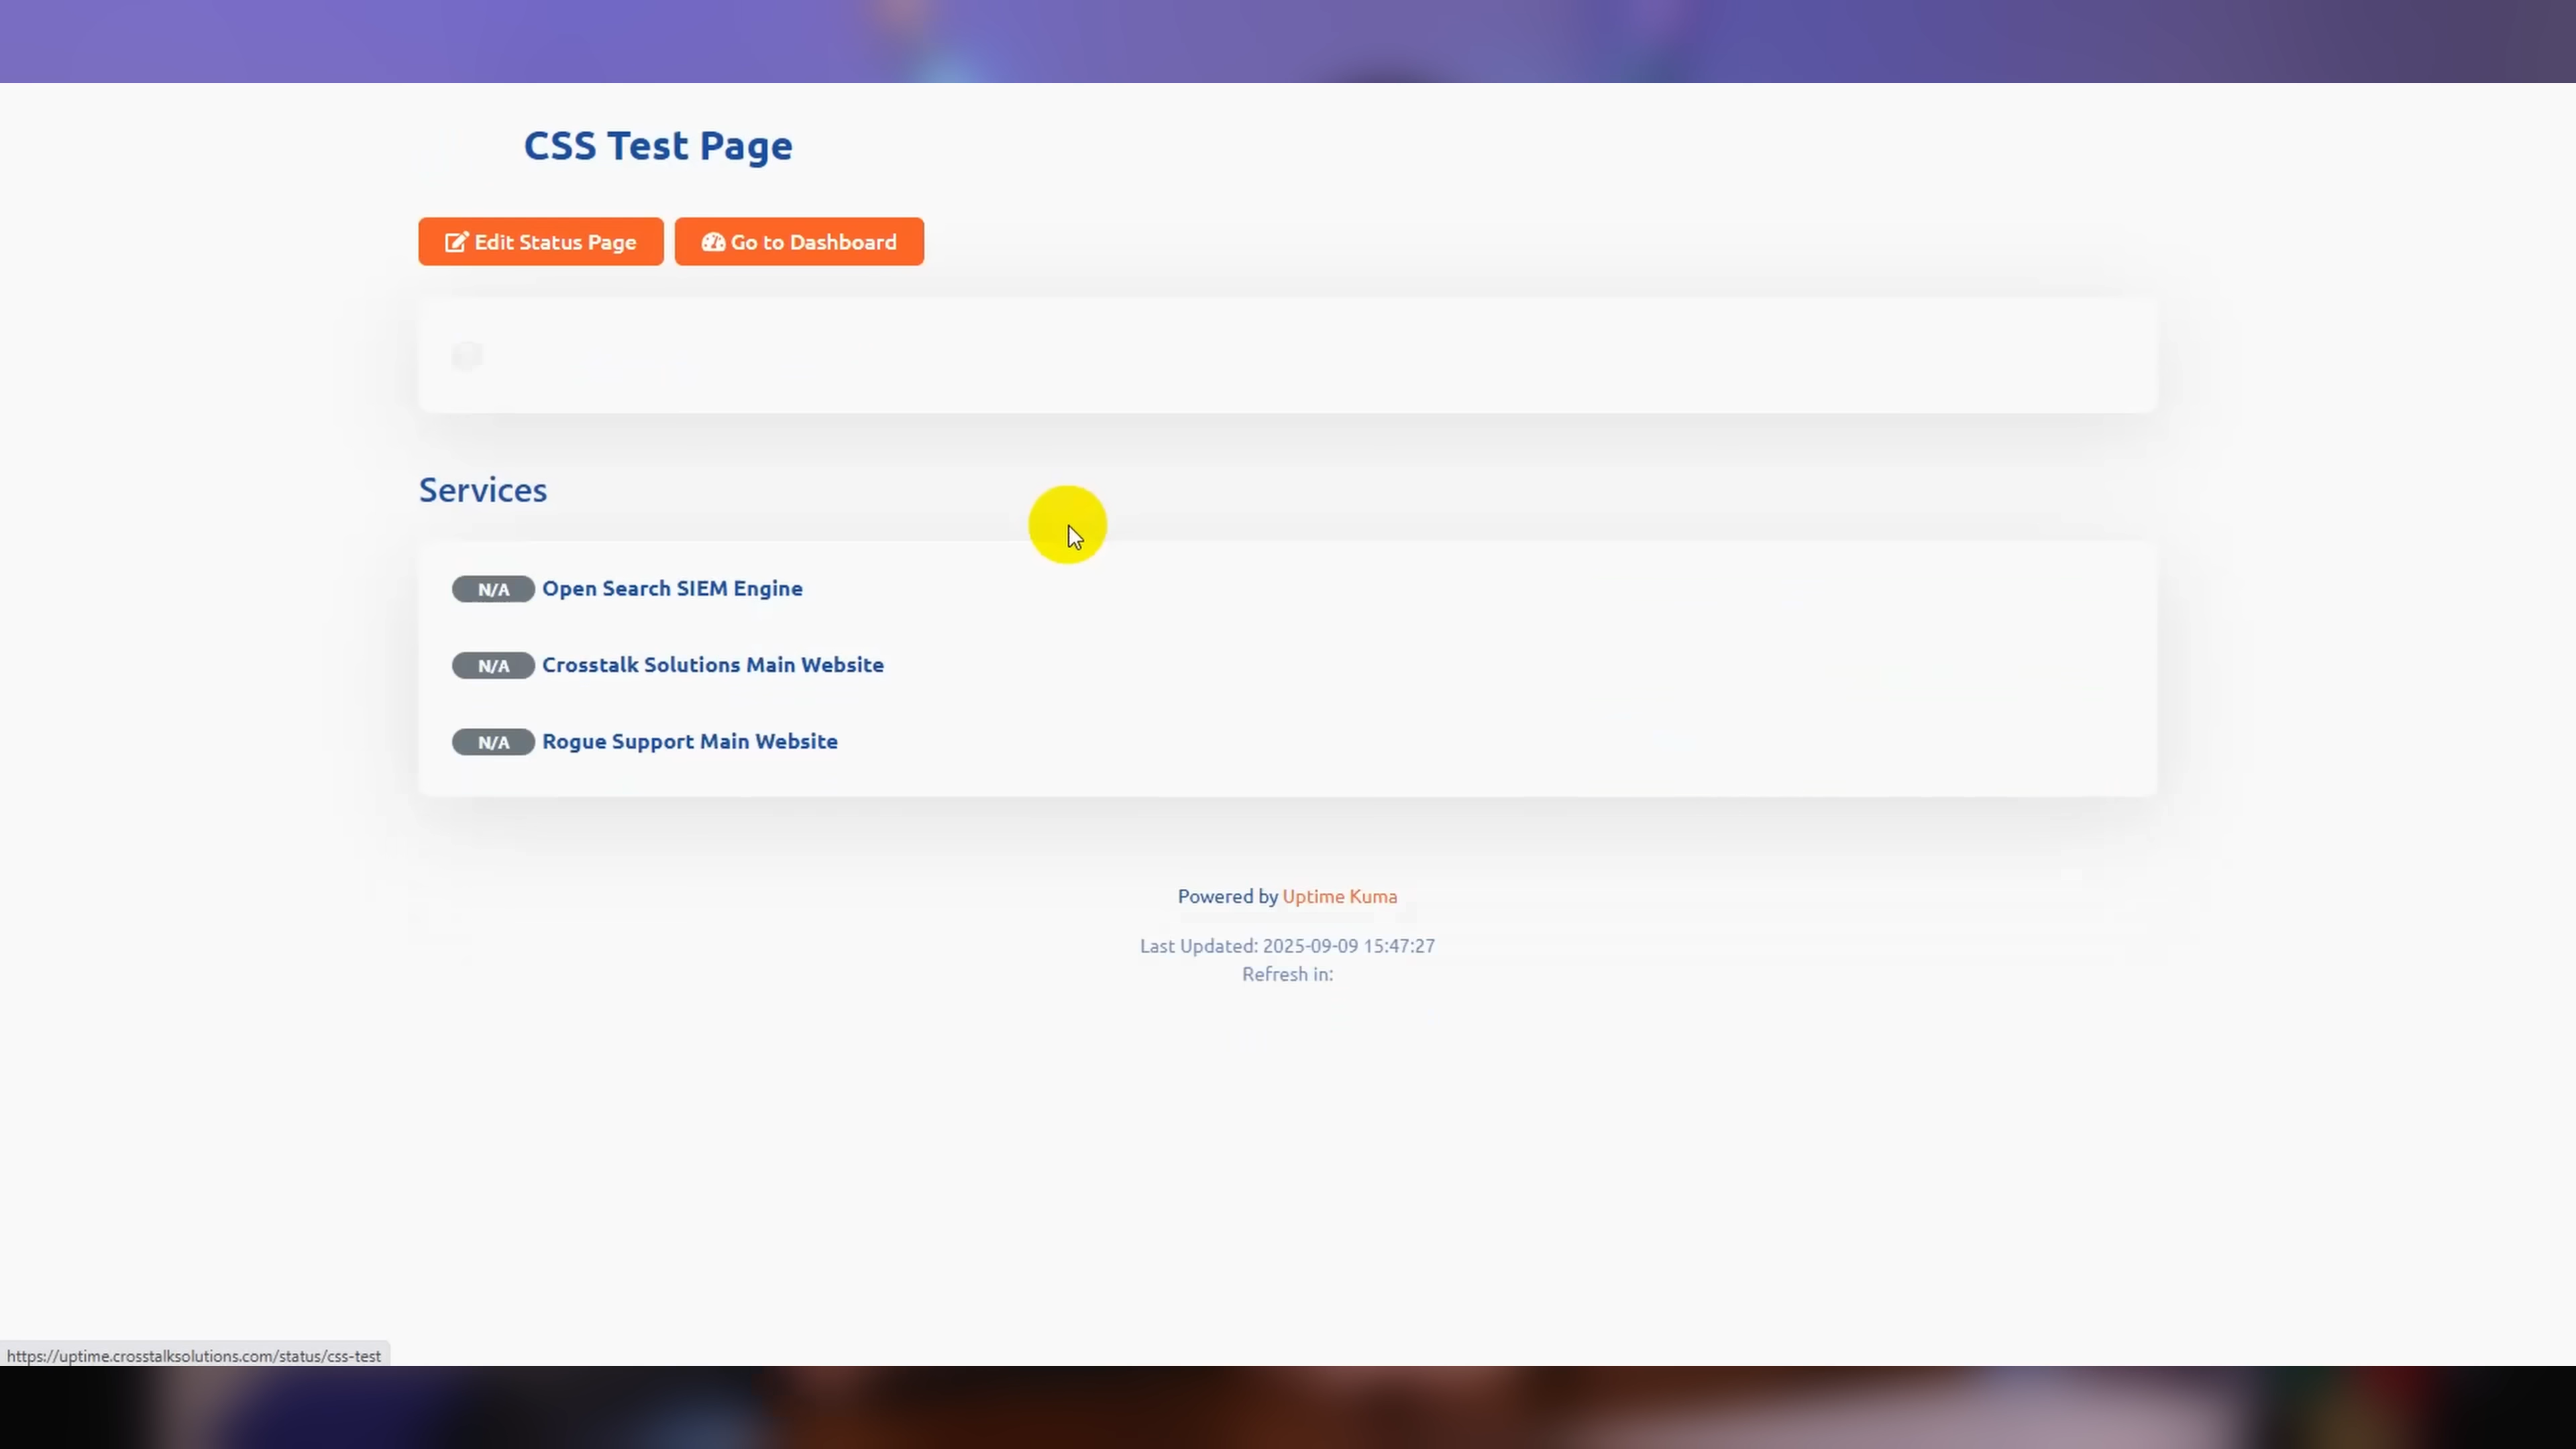 CSS Test Page
Edit Status Page
Go to Dashboard
Services
N/A Open Search SIEM Engine
N/A Crosstalk Solutions Main Website
N/A Rogue Support Main Website
Powered by Uptime Kuma
Last Updated: 2025-09-09 15:47:27
Refresh in:
https://uptime.crosstalksolutions.com/status/css-test